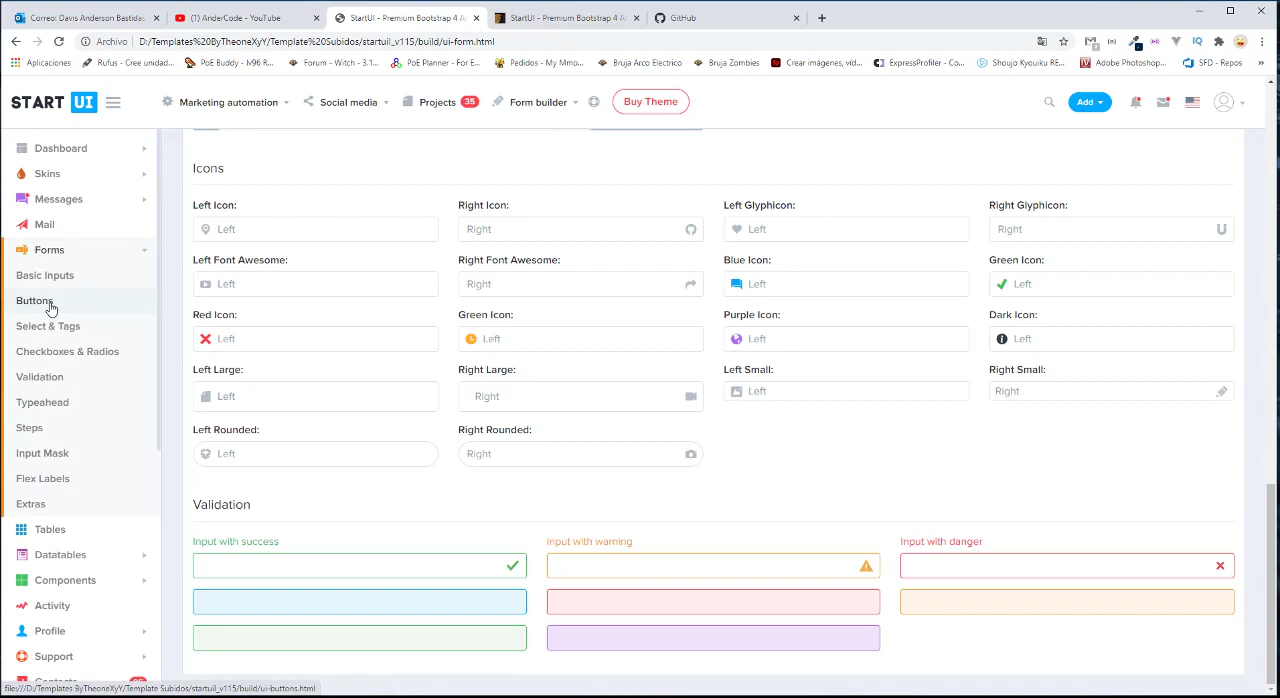 Correo: Davis Anderson Bastidas
(1) AnderCode - YouTube
StartUI - Premium Bootstrap 4 A
StartUI - Premium Bootstrap 4 A
GitHub
Archivo
D:/Templates%20ByTheoneXyY/Template%20Subidos/startuil_v115/build/ui-form.html
Aplicaciones
Rufus - Cree unidad...
PoE Buddy - lv96 R...
Forum - Witch - 3.1...
PoE Planner - For E...
Pedidos - My Mmo...
Bruja Arco Electrico
Bruja Zombies
Crear imágenes, víd...
ExpressProfiler - Co...
Shoujo Kyouiku RE...
Adobe Photoshop...
SFD - Repos
START UI
Marketing automation
Social media
Projects 35
Form builder
Buy Theme
Add
Dashboard
Skins
Messages
Mail
Forms
Basic Inputs
Buttons
Select & Tags
Checkboxes & Radios
Validation
Typeahead
Steps
Input Mask
Flex Labels
Extras
Tables
Datatables
Components
Activity
Profile
Support
Icons
Left Icon:
Right Icon:
Left Glyphicon:
Right Glyphicon:
Left
Right
Left
Right
Left Font Awesome:
Right Font Awesome:
Blue Icon:
Green Icon:
Left
Right
Left
Left
Red Icon:
Green Icon:
Purple Icon:
Dark Icon:
Left
Left
Left
Left
Left Large:
Right Large:
Left Small:
Right Small:
Left
Right
Left
Right
Left Rounded:
Right Rounded:
Left
Right
Validation
Input with success
Input with warning
Input with danger
file:///D:/Templates ByTheoneXyY/Template Subidos/startuil_v115/build/ui-buttons.html